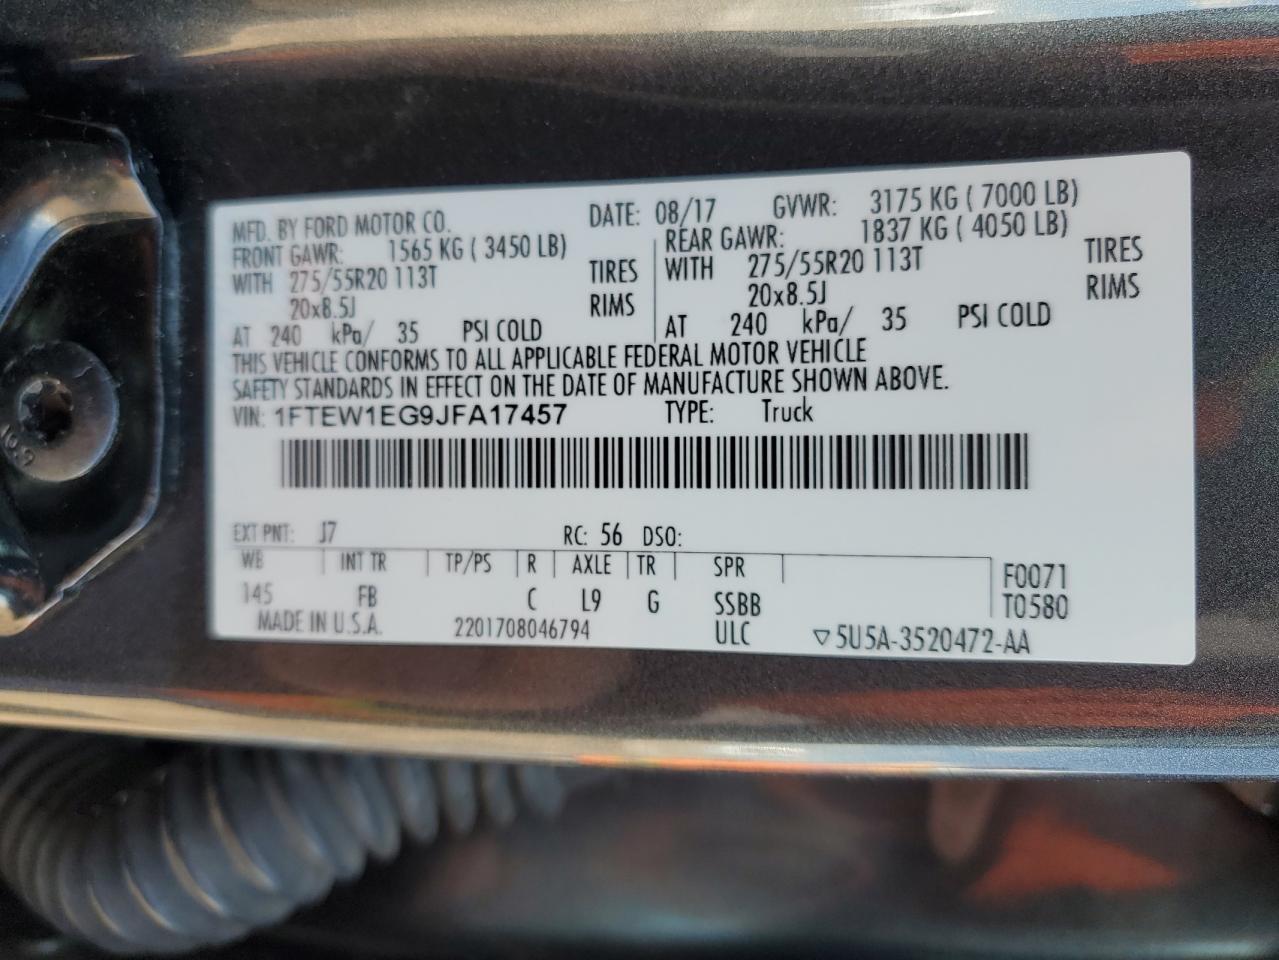 MFD. BY FORD MOTOR CO. DATE: 08/17 GVWR: 3175 KG ( 7000 LB)
FRONT GAWR: 1565 KG ( 3450 LB) REAR GAWR: 1837 KG ( 4050 LB)
WITH 275/55R20 113T TIRES WITH 275/55R20 113T TIRES
20x8.5J RIMS 20x8.5J RIMS
AT 240 kPa/ 35 PSI COLD AT 240 kPa/ 35 PSI COLD
THIS VEHICLE CONFORMS TO ALL APPLICABLE FEDERAL MOTOR VEHICLE
SAFETY STANDARDS IN EFFECT ON THE DATE OF MANUFACTURE SHOWN ABOVE.
VIN: 1FTEW1EG9JFA17457 TYPE: Truck
EXT PNT: J7 RC: 56 DSO:
WB INT TR TP/PS R AXLE TR SPR F0071
145 FB C L9 G SSBB T0580
MADE IN U.S.A. 2201708046794 ULC ▽5U5A-3520472-AA